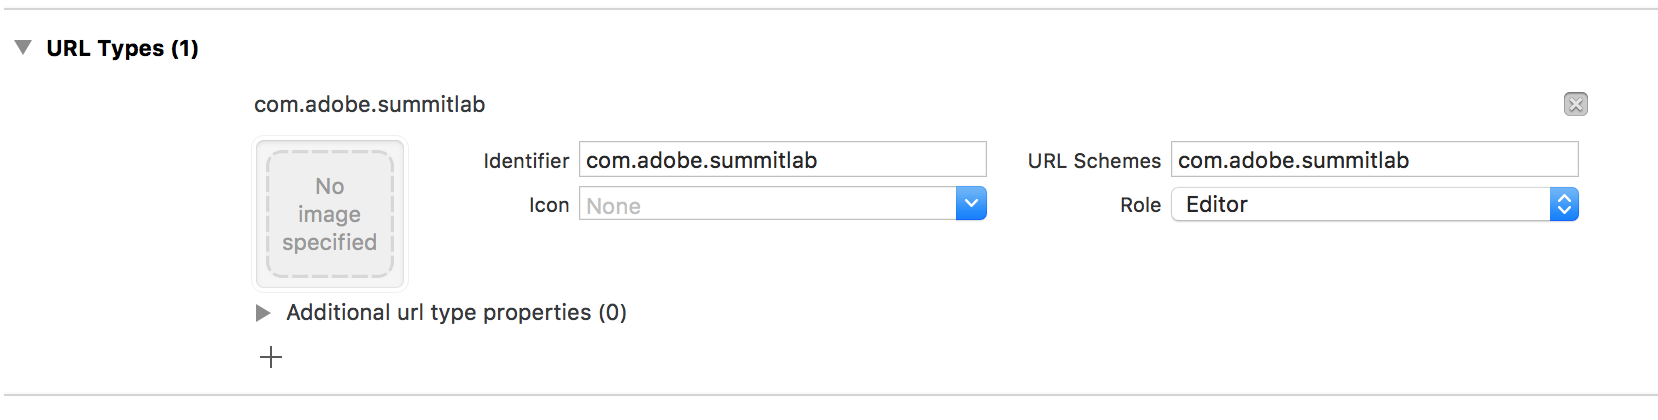 URL Types (1)
com.adobe.summitlab
No
image
specified
Identifier com.adobe.summitlab URL Schemes com.adobe.summitlab
Icon None Role Editor
Additional url type properties (0)